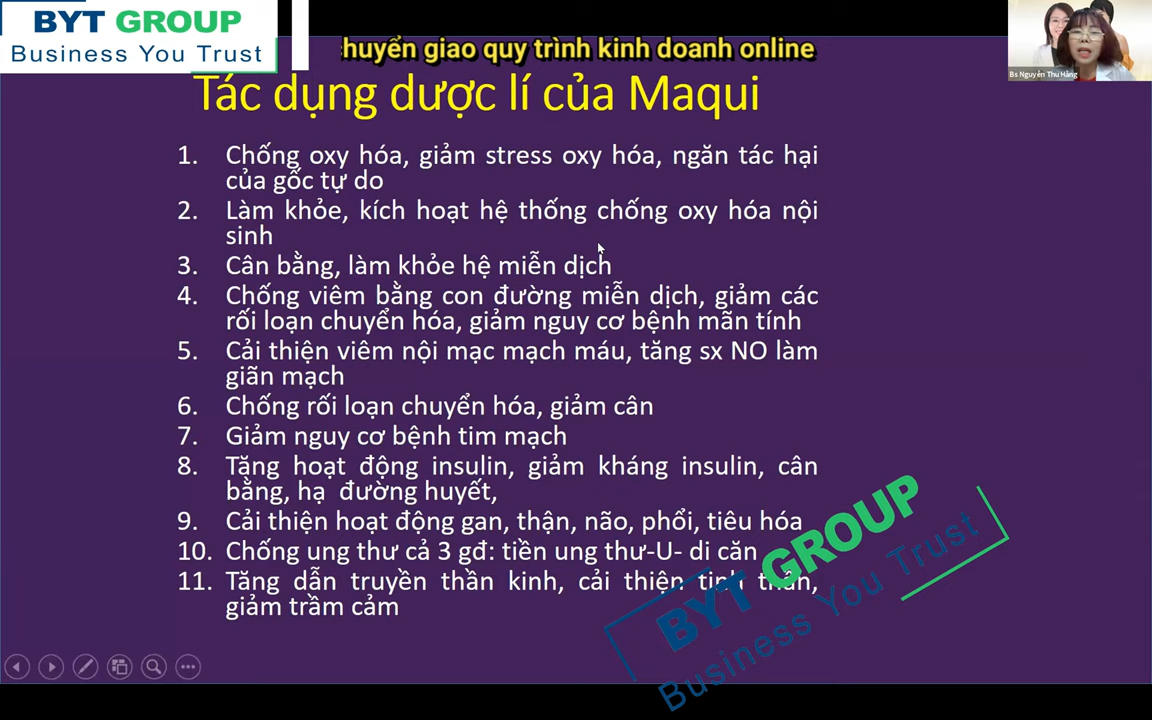 BYT GROUP
Business You Trust
huyển giao quy trình kinh doanh online
Bs Nguyễn Thu Hằng
Tác dụng dược lí của Maqui
1. Chống oxy hóa, giảm stress oxy hóa, ngăn tác hại
của gốc tự do
2. Làm khỏe, kích hoạt hệ thống chống oxy hóa nội
sinh
3. Cân bằng, làm khỏe hệ miễn dịch
4. Chống viêm bằng con đường miễn dịch, giảm các
rối loạn chuyển hóa, giảm nguy cơ bệnh mãn tính
5. Cải thiện viêm nội mạc mạch máu, tăng sx NO làm
giãn mạch
6. Chống rối loạn chuyển hóa, giảm cân
7. Giảm nguy cơ bệnh tim mạch
8. Tăng hoạt động insulin, giảm kháng insulin, cân
bằng, hạ đường huyết,
9. Cải thiện hoạt động gan, thận, não, phổi, tiêu hóa
10. Chống ung thư cả 3 gđ: tiền ung thư-U- di căn
11. Tăng dẫn truyền thần kinh, cải thiện tinh thần,
giảm trầm cảm
BYT GROUP
Business You Trust